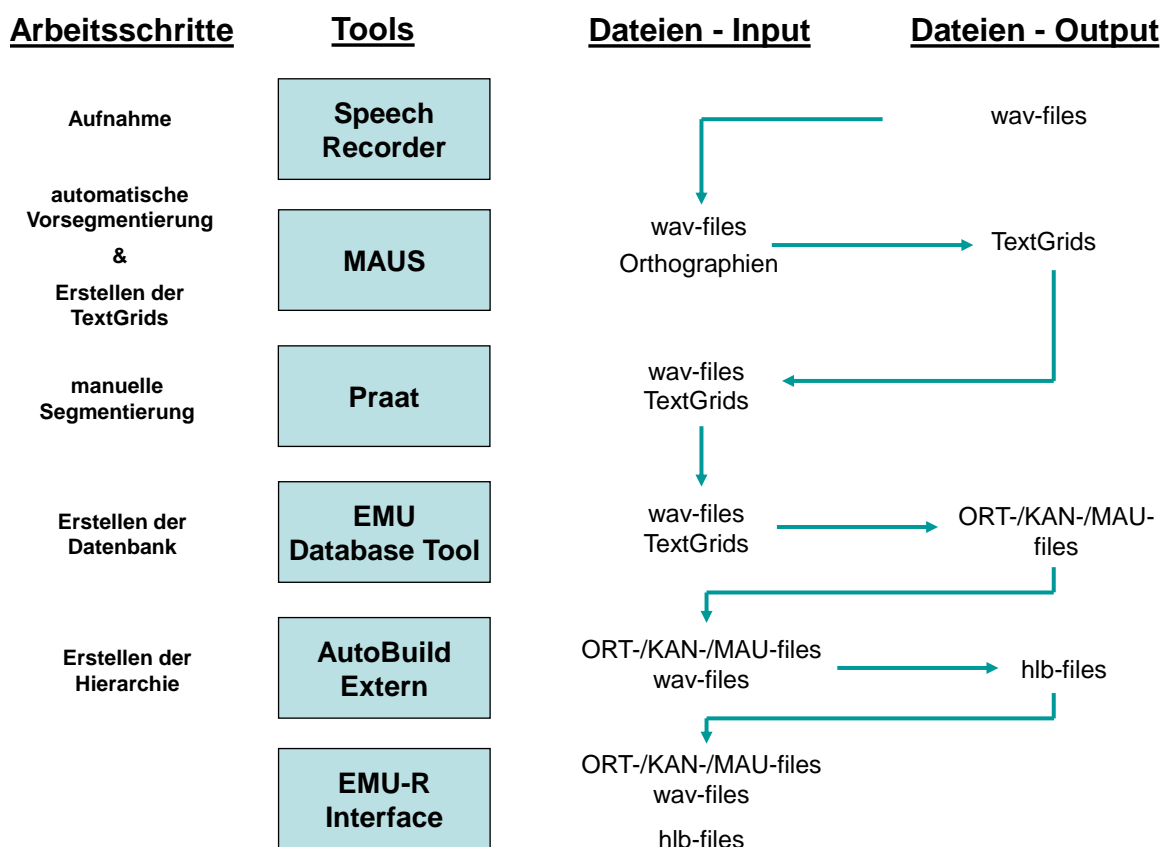 Arbeitsschritte
Tools
Dateien - Input
Dateien - Output
Aufnahme
Speech
Recorder
wav-files
automatische
Vorsegmentierung
&
Erstellen der
TextGrids
MAUS
wav-files
Orthographien
TextGrids
manuelle
Segmentierung
Praat
wav-files
TextGrids
Erstellen der
Datenbank
EMU
Database Tool
wav-files
TextGrids
ORT-/KAN-/MAU-
files
Erstellen der
Hierarchie
AutoBuild
Extern
ORT-/KAN-/MAU-files
wav-files
hlb-files
EMU-R
Interface
ORT-/KAN-/MAU-files
wav-files
hlb-files